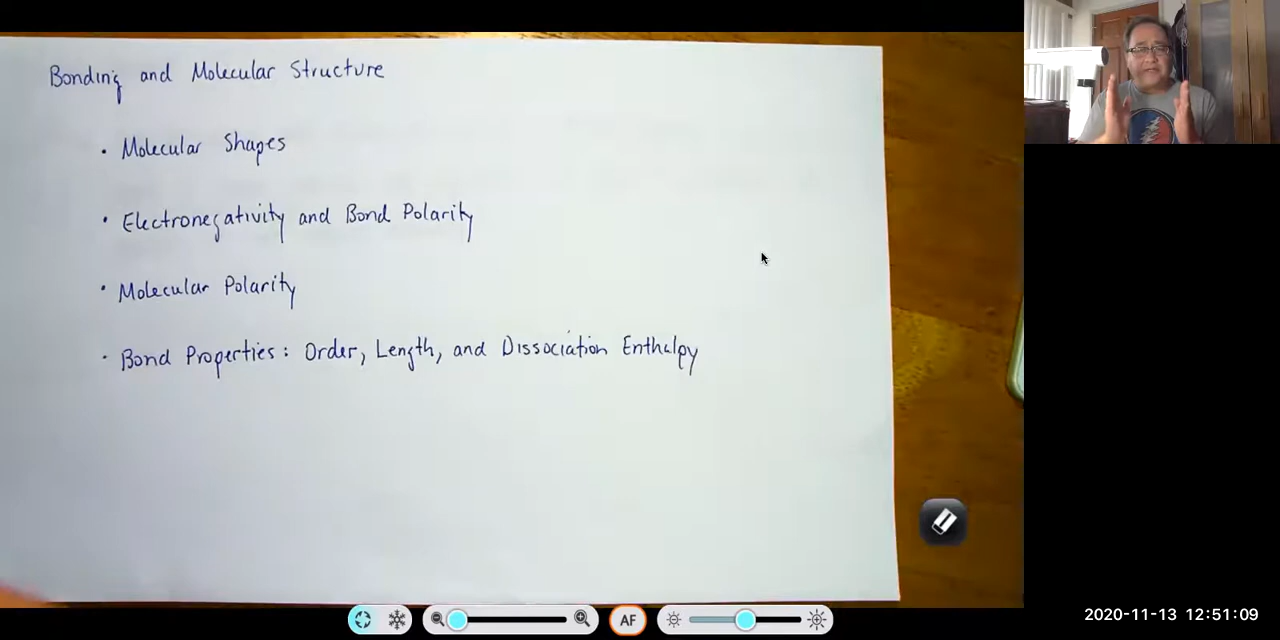 Bonding and Molecular Structure
• Molecular Shapes
• Electronegativity and Bond Polarity
• Molecular Polarity
• Bond Properties: Order, Length, and Dissociation Enthalpy
AF
2020-11-13 12:51:09